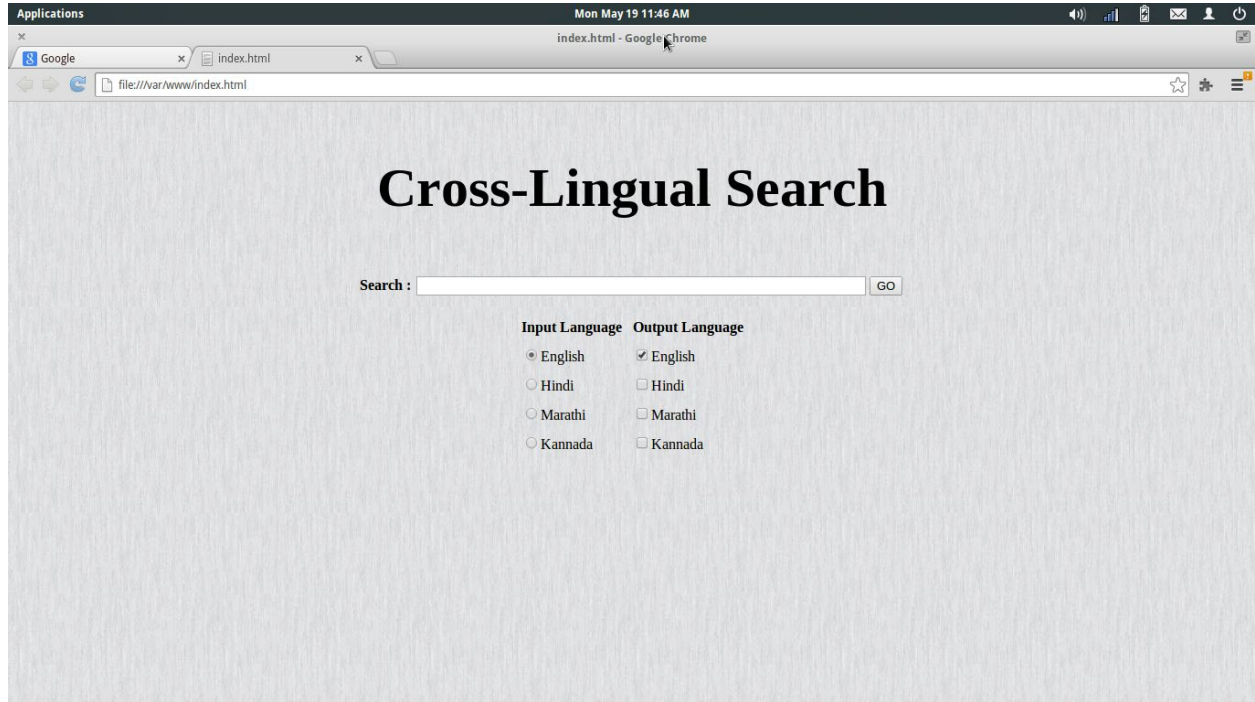 Applications Mon May 19 11:46 AM
index.html - Google Chrome
Google index.html
file:///var/www/index.html
Cross-Lingual Search
Search : GO
Input Language Output Language
English English
Hindi Hindi
Marathi Marathi
Kannada Kannada